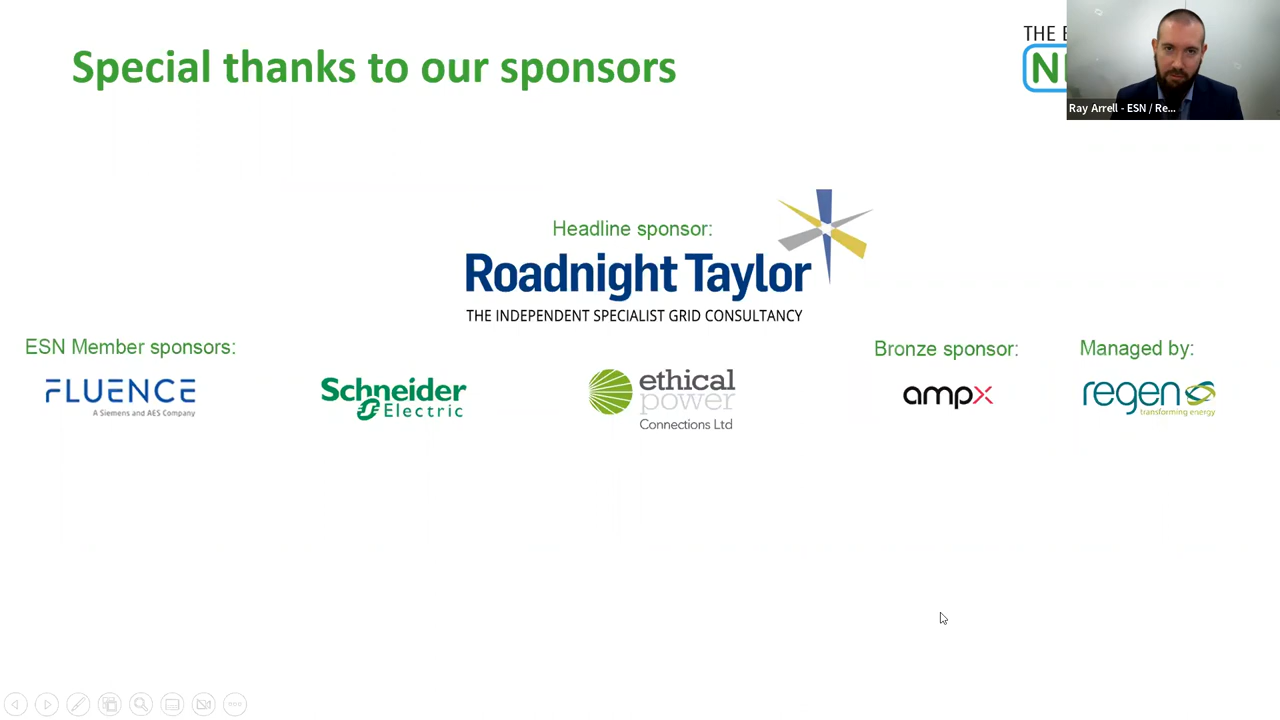 Special thanks to our sponsors
THE
N
Ray Arrell - ESN / Re...
Headline sponsor:
Roadnight Taylor
THE INDEPENDENT SPECIALIST GRID CONSULTANCY
ESN Member sponsors:
Bronze sponsor:
Managed by:
FLUENCE
A Siemens and AES Company
Schneider
Electric
ethical
power
Connections Ltd
ampx
regen
transforming energy